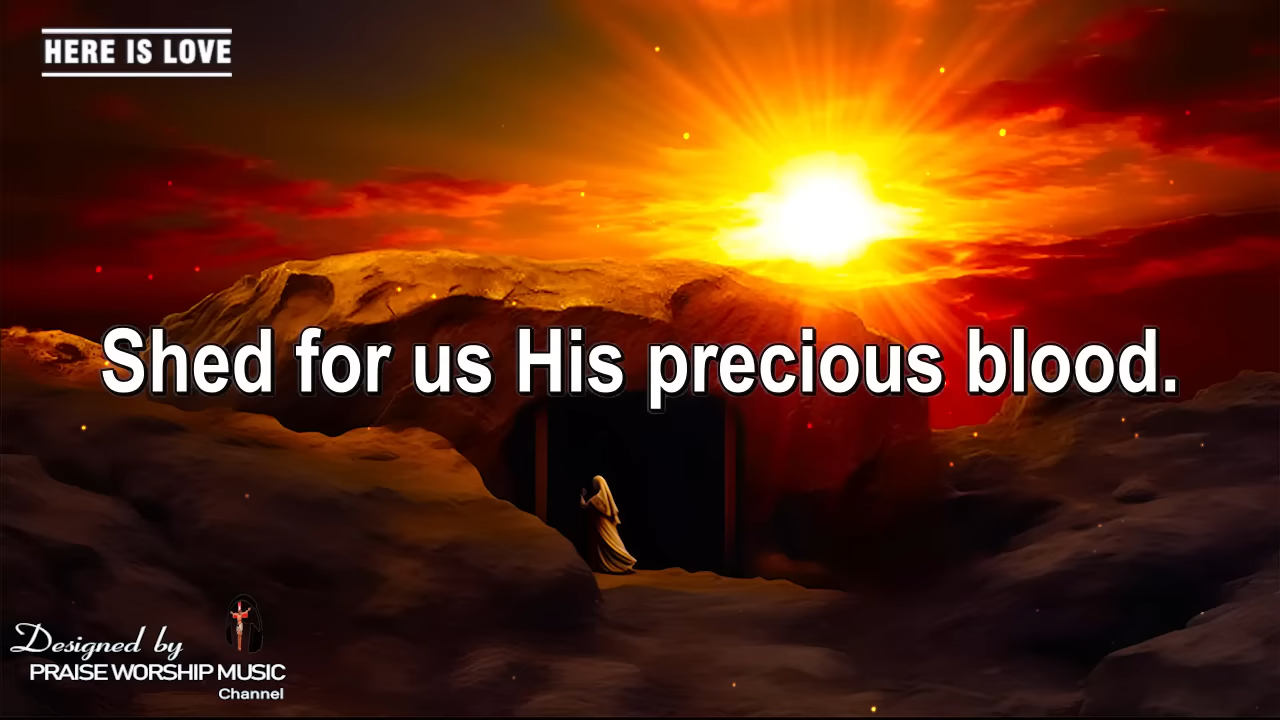 HERE IS LOVE
Shed for us His precious blood.
Designed by
PRAISE WORSHIP MUSIC
Channel